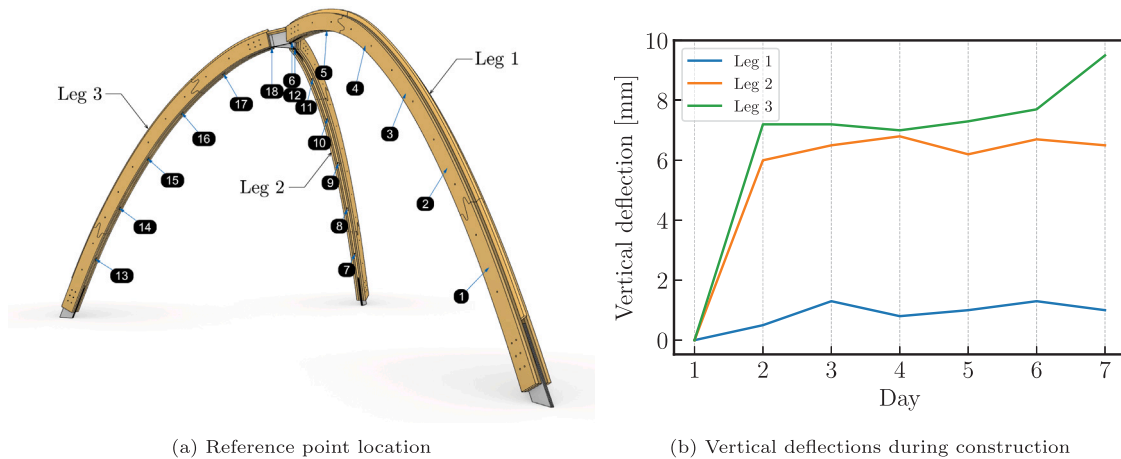 Leg 1
Leg 2
Leg 3
1
2
3
4
5
6
7
8
9
10
11
12
13
14
15
16
17
18
(a) Reference point location
Vertical deflection [mm]
10
8
6
4
2
0
Leg 1
Leg 2
Leg 3
1 2 3 4 5 6 7
Day
(b) Vertical deflections during construction